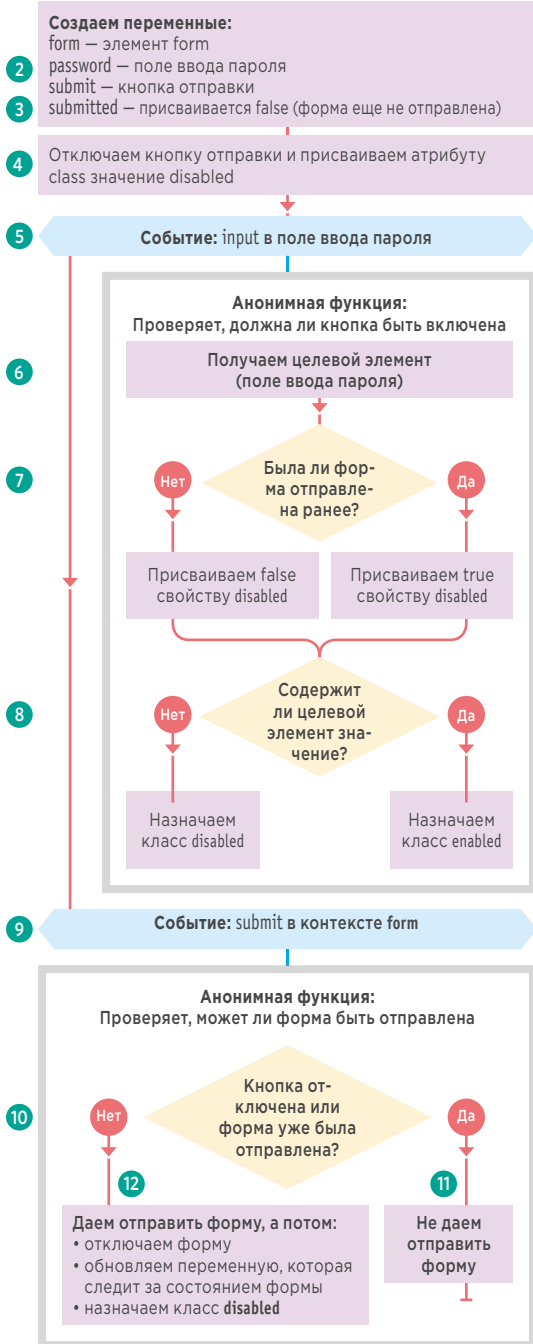 Создаем переменные:
form — элемент form
2 password — поле ввода пароля
submit — кнопка отправки
3 submitted — присваивается false (форма еще не отправлена)
4 Отключаем кнопку отправки и присваиваем атрибуту
class значение disabled
5 Событие: input в поле ввода пароля
Анонимная функция:
Проверяет, должна ли кнопка быть включена
6 Получаем целевой элемент
(поле ввода пароля)
7
Была ли фор-
ма отправле-
на ранее?
Нет
Да
Присваиваем false
свойству disabled
Присваиваем true
свойству disabled
8
Содержит
ли целевой
элемент зна-
чение?
Нет
Да
Назначаем
класс disabled
Назначаем
класс enabled
9 Событие: submit в контексте form
Анонимная функция:
Проверяет, может ли форма быть отправлена
10
Кнопка от-
ключена или
форма уже была
отправлена?
Нет
Да
12
11
Даем отправить форму, а потом:
• отключаем форму
• обновляем переменную, которая
следит за состоянием формы
• назначаем класс disabled
Не даем
отправить
форму